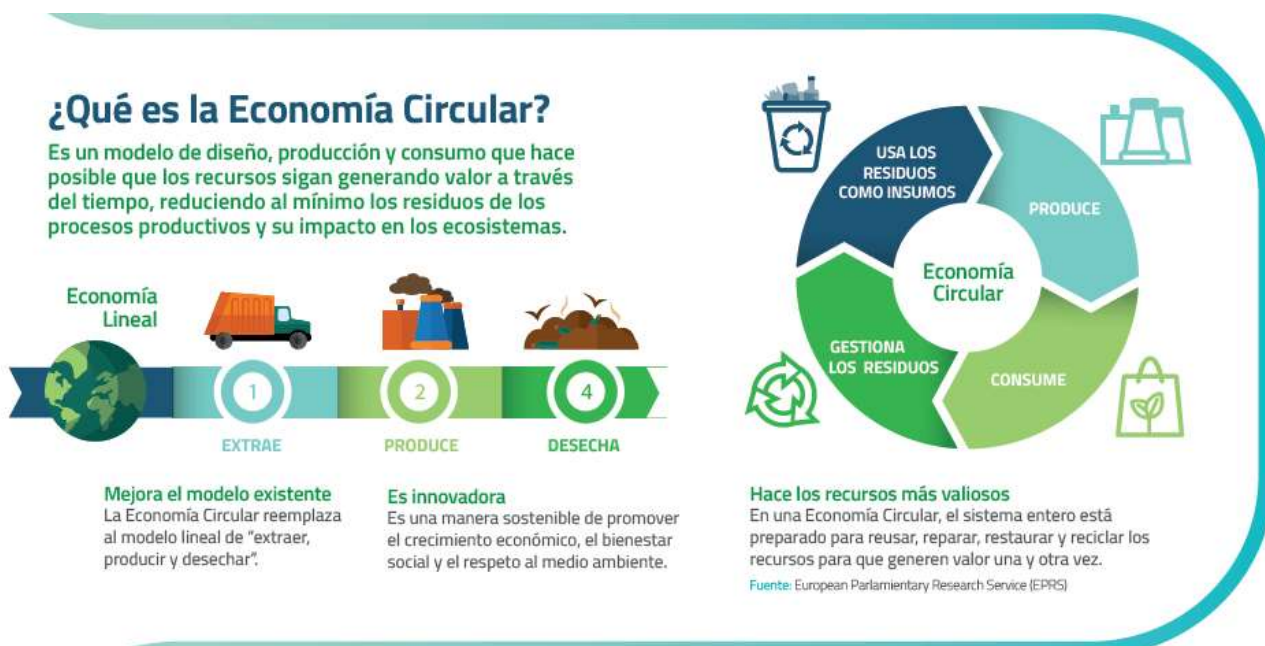 ¿Qué es la Economía Circular?
Es un modelo de diseño, producción y consumo que hace
posible que los recursos sigan generando valor a través
del tiempo, reduciendo al mínimo los residuos de los
procesos productivos y su impacto en los ecosistemas.
Economía
Lineal
1
2
4
EXTRAE
PRODUCE
DESECHA
Mejora el modelo existente
La Economía Circular reemplaza
al modelo lineal de “extraer,
producir y desechar”.
Es innovadora
Es una manera sostenible de promover
el crecimiento económico, el bienestar
social y el respeto al medio ambiente.
USA LOS
RESIDUOS
COMO INSUMOS
PRODUCE
Economía
Circular
GESTIONA
LOS RESIDUOS
CONSUME
Hace los recursos más valiosos
En una Economía Circular, el sistema entero está
preparado para reusar, reparar, restaurar y reciclar los
recursos para que generen valor una y otra vez.
Fuente: European Parlamientary Research Service (EPRS)